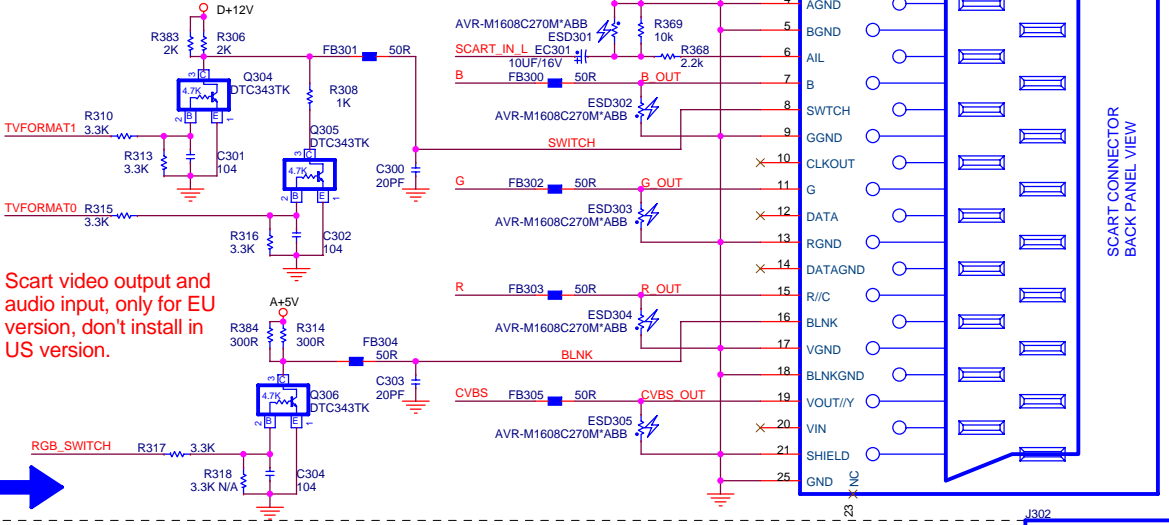 D+12V
R383
2K
R306
2K
FB301
50R
3
C
Q304
4.7K
DTC343TK
2
B
E
1
R308
1K
R310
TVFORMAT1
3.3K
R313
3.3K
C301
104
Q305
DTC343TK
3
C
4.7K
2
B
E
1
C300
20PF
TVFORMAT0
R315
3.3K
R316
3.3K
C302
104
Scart video output and
audio input, only for EU
version, don't install in
US version.
A+5V
R384
300R
R314
300R
FB304
50R
3
C
Q306
4.7K
DTC343TK
2
B
E
1
C303
20PF
RGB_SWITCH
R317
3.3K
R318
3.3K N/A
C304
104
AVR-M1608C270M*ABB
ESD301
R369
10k
SCART_IN_L
EC301
10UF/16V
R368
2.2k
B
FB300
50R
B_OUT
ESD302
AVR-M1608C270M*ABB
SWITCH
G
FB302
50R
G_OUT
ESD303
AVR-M1608C270M*ABB
R
FB303
50R
R_OUT
ESD304
AVR-M1608C270M*ABB
BLNK
CVBS
FB305
50R
CVBS_OUT
ESD305
AVR-M1608C270M*ABB
4 AGND
5 BGND
6 AIL
7 B
8 SWTCH
9 GGND
10 CLKOUT
11 G
12 DATA
13 RGND
14 DATAGND
15 R//C
16 BLNK
17 VGND
18 BLNKGND
19 VOUT//Y
20 VIN
21 SHIELD
25 GND
NC
23
SCART CONNECTOR
BACK PANEL VIEW
J302